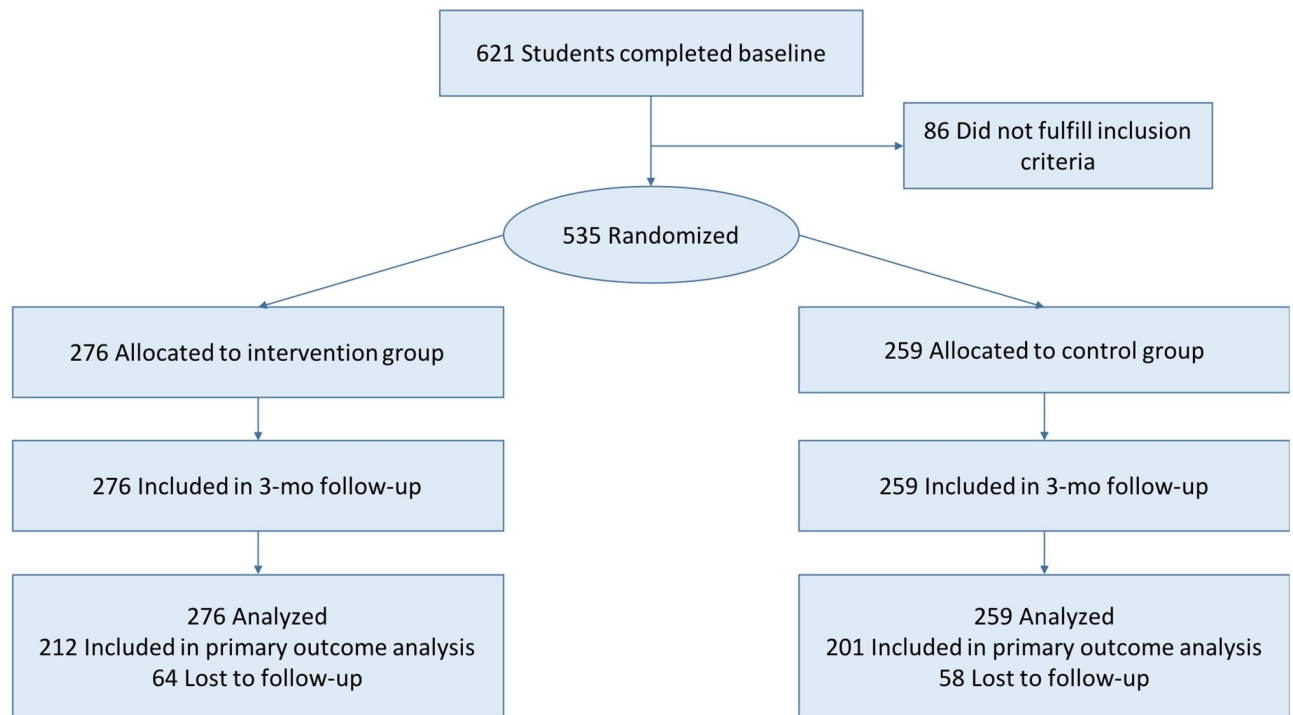 621 Students completed baseline
86 Did not fulfill inclusion
criteria
535 Randomized
276 Allocated to intervention group
259 Allocated to control group
276 Included in 3-mo follow-up
259 Included in 3-mo follow-up
276 Analyzed
212 Included in primary outcome analysis
64 Lost to follow-up
259 Analyzed
201 Included in primary outcome analysis
58 Lost to follow-up